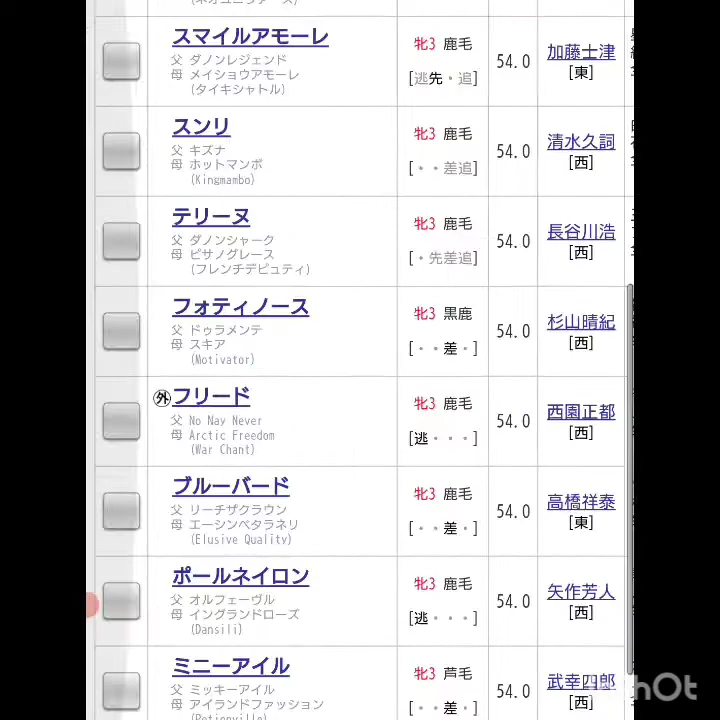 (ネオユニヴァース)
スマイルアモーレ
父 ダノンレジェンド
母 メイショウアモーレ
(タイキシャトル)
牝3 鹿毛
[逃先・追]
54.0
加藤士津
[東]
スンリ
父 キズナ
母 ホットマンボ
(Kingmambo)
牝3 鹿毛
[・・差追]
54.0
清水久詞
[西]
テリーヌ
父 ダノンシャーク
母 ピサノグレース
(フレンチデピュティ)
牝3 鹿毛
[・先差追]
54.0
長谷川浩
[西]
フォティノース
父 ドゥラメンテ
母 スキア
(Motivator)
牝3 黒鹿
[・・差・]
54.0
杉山晴紀
[西]
外 フリード
父 No Nay Never
母 Arctic Freedom
(War Chant)
牝3 鹿毛
[逃・・・]
54.0
西園正都
[西]
ブルーバード
父 リーチザクラウン
母 エーシンベタラネリ
(Elusive Quality)
牝3 鹿毛
[・・差・]
54.0
高橋祥泰
[東]
ポールネイロン
父 オルフェーヴル
母 イングランドローズ
(Dansili)
牝3 鹿毛
[逃・・・]
54.0
矢作芳人
[西]
ミニーアイル
父 ミッキーアイル
母 アイランドファッション
(Petionville)
牝3 芦毛
[・・差・]
54.0
武幸四郎
[西]